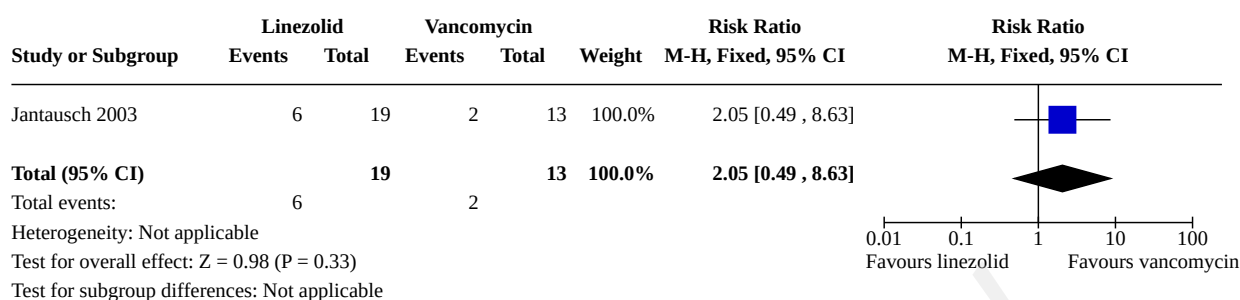 Linezolid Vancomycin Risk Ratio Risk Ratio
Study or Subgroup Events Total Events Total Weight M-H, Fixed, 95% CI M-H, Fixed, 95% CI
Jantausch 2003 6 19 2 13 100.0% 2.05 [0.49 , 8.63]
Total (95% CI) 19 13 100.0% 2.05 [0.49 , 8.63]
Total events: 6 2
Heterogeneity: Not applicable 0.01 0.1 1 10 100
Test for overall effect: Z = 0.98 (P = 0.33) Favours linezolid Favours vancomycin
Test for subgroup differences: Not applicable